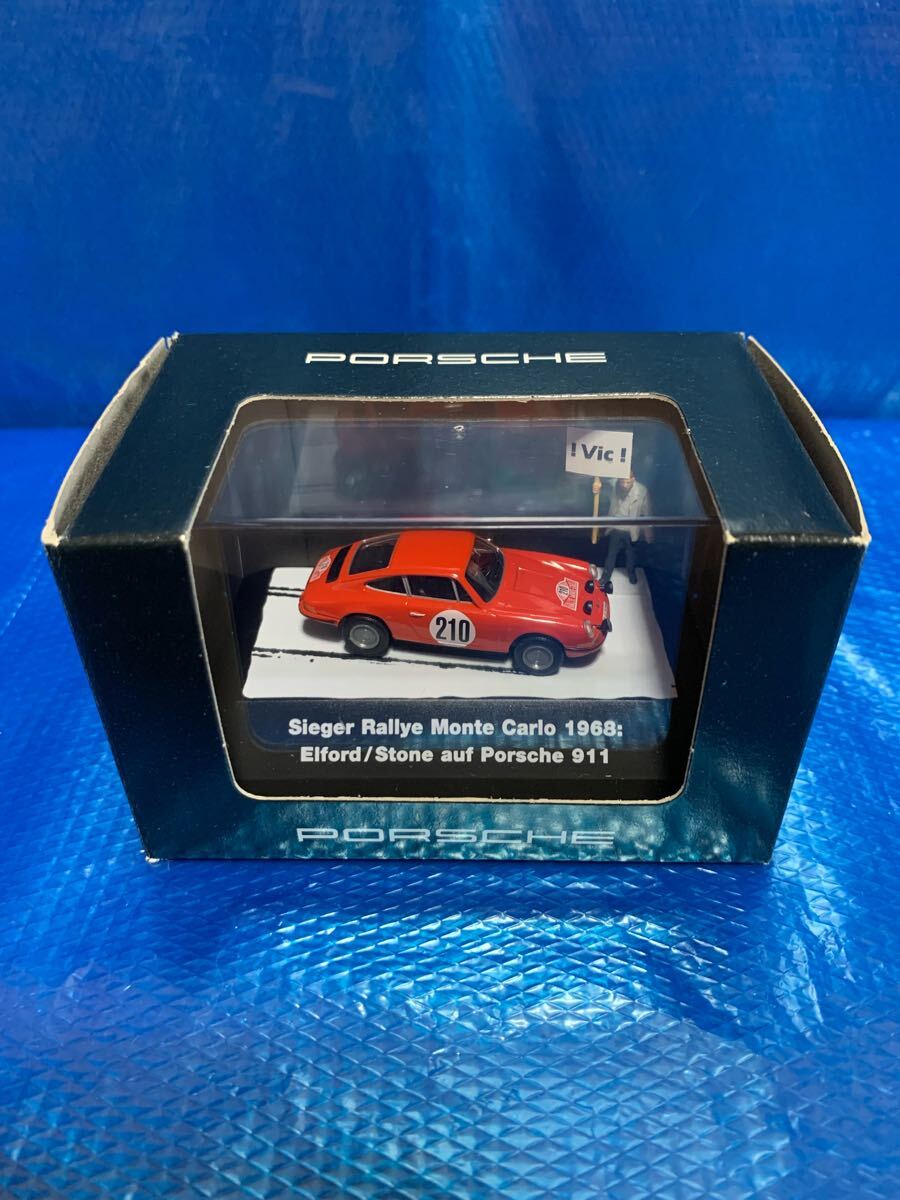 PORSCHE
! Vic !
210
Sieger Rallye Monte Carlo 1968:
Elford/Stone auf Porsche 911
PORSCHE